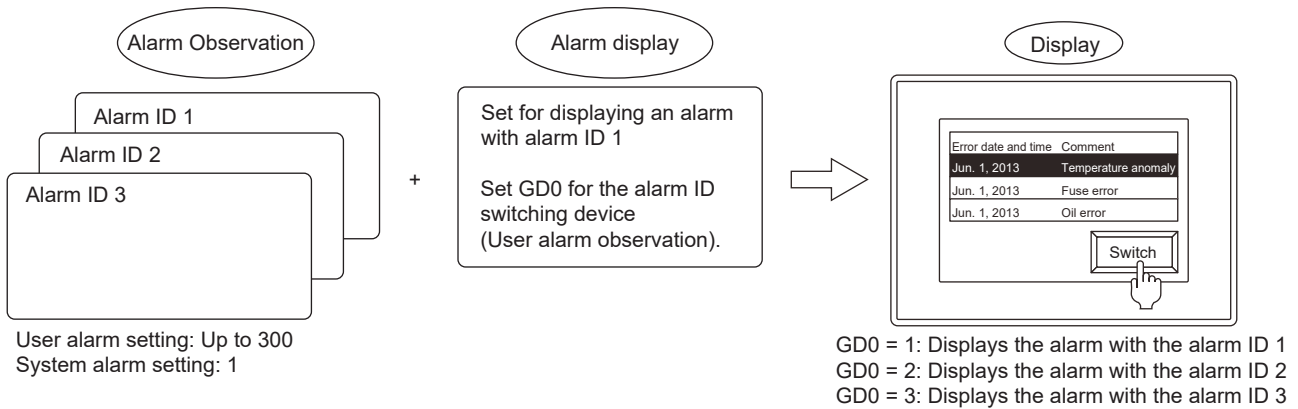 Alarm Observation
Alarm ID 1
Alarm ID 2
Alarm ID 3
User alarm setting: Up to 300
System alarm setting: 1
+
Alarm display
Set for displaying an alarm
with alarm ID 1
Set GD0 for the alarm ID
switching device
(User alarm observation).
Display
Error date and time Comment
Jun. 1, 2013 Temperature anomaly
Jun. 1, 2013 Fuse error
Jun. 1, 2013 Oil error
Switch
GD0 = 1: Displays the alarm with the alarm ID 1
GD0 = 2: Displays the alarm with the alarm ID 2
GD0 = 3: Displays the alarm with the alarm ID 3